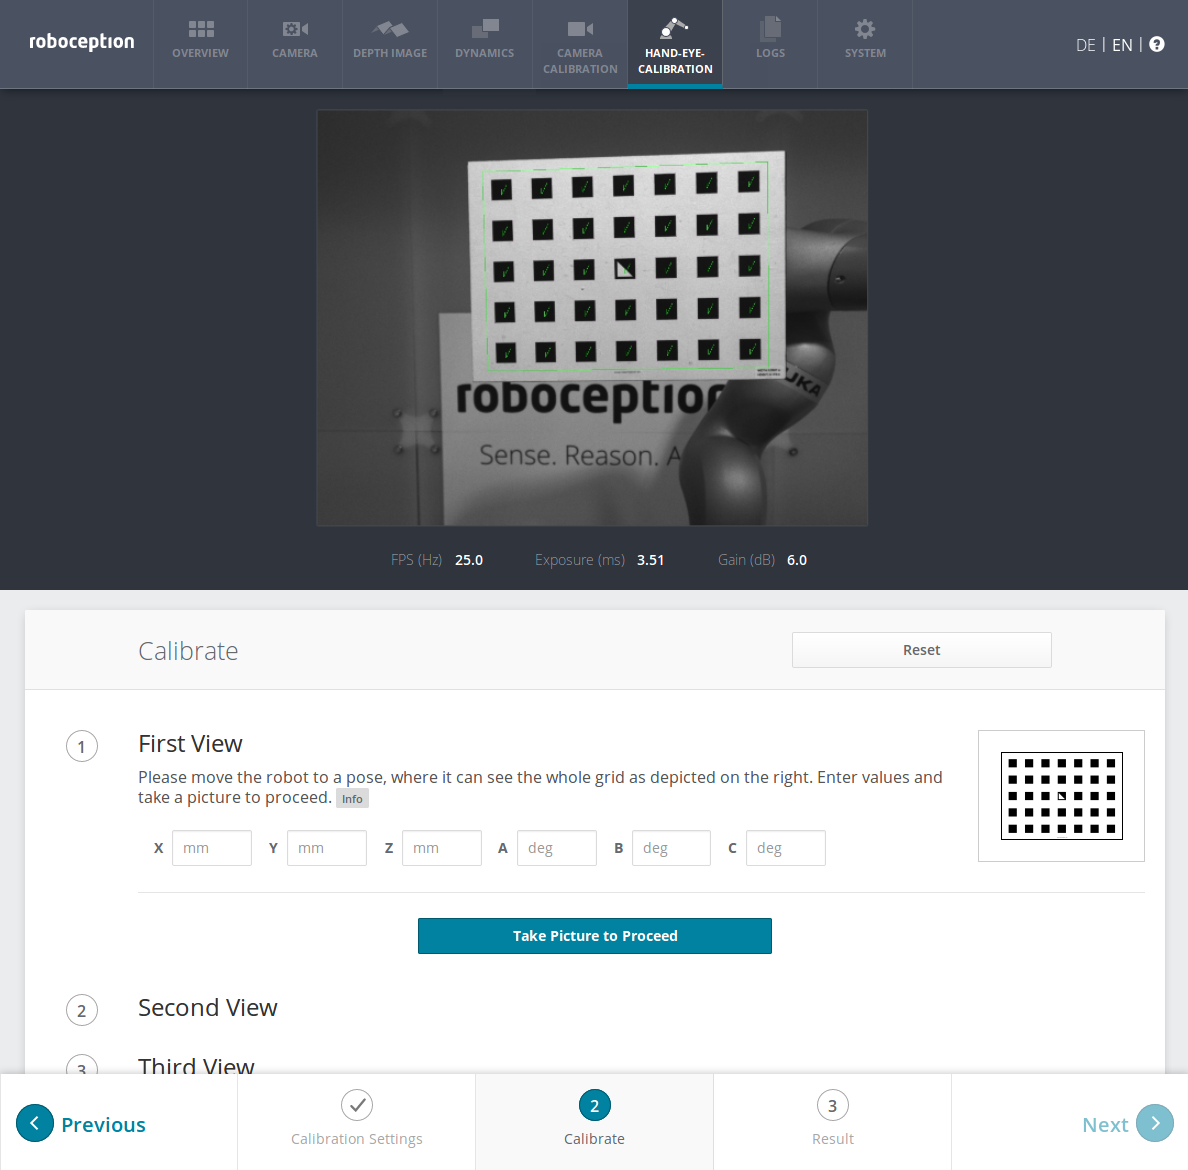 roboception
OVERVIEW
CAMERA
DEPTH IMAGE
DYNAMICS
CAMERA
CALIBRATION
HAND-EYE-
CALIBRATION
LOGS
SYSTEM
DE | EN | ?
KUKA
roboception
Sense. Reason. A
FPS (Hz) 25.0 Exposure (ms) 3.51 Gain (dB) 6.0
Calibrate
Reset
1 First View
Please move the robot to a pose, where it can see the whole grid as depicted on the right. Enter values and
take a picture to proceed. Info
X mm Y mm Z mm A deg B deg C deg
Take Picture to Proceed
2 Second View
3 Third View
Previous
Calibration Settings
2
Calibrate
3
Result
Next